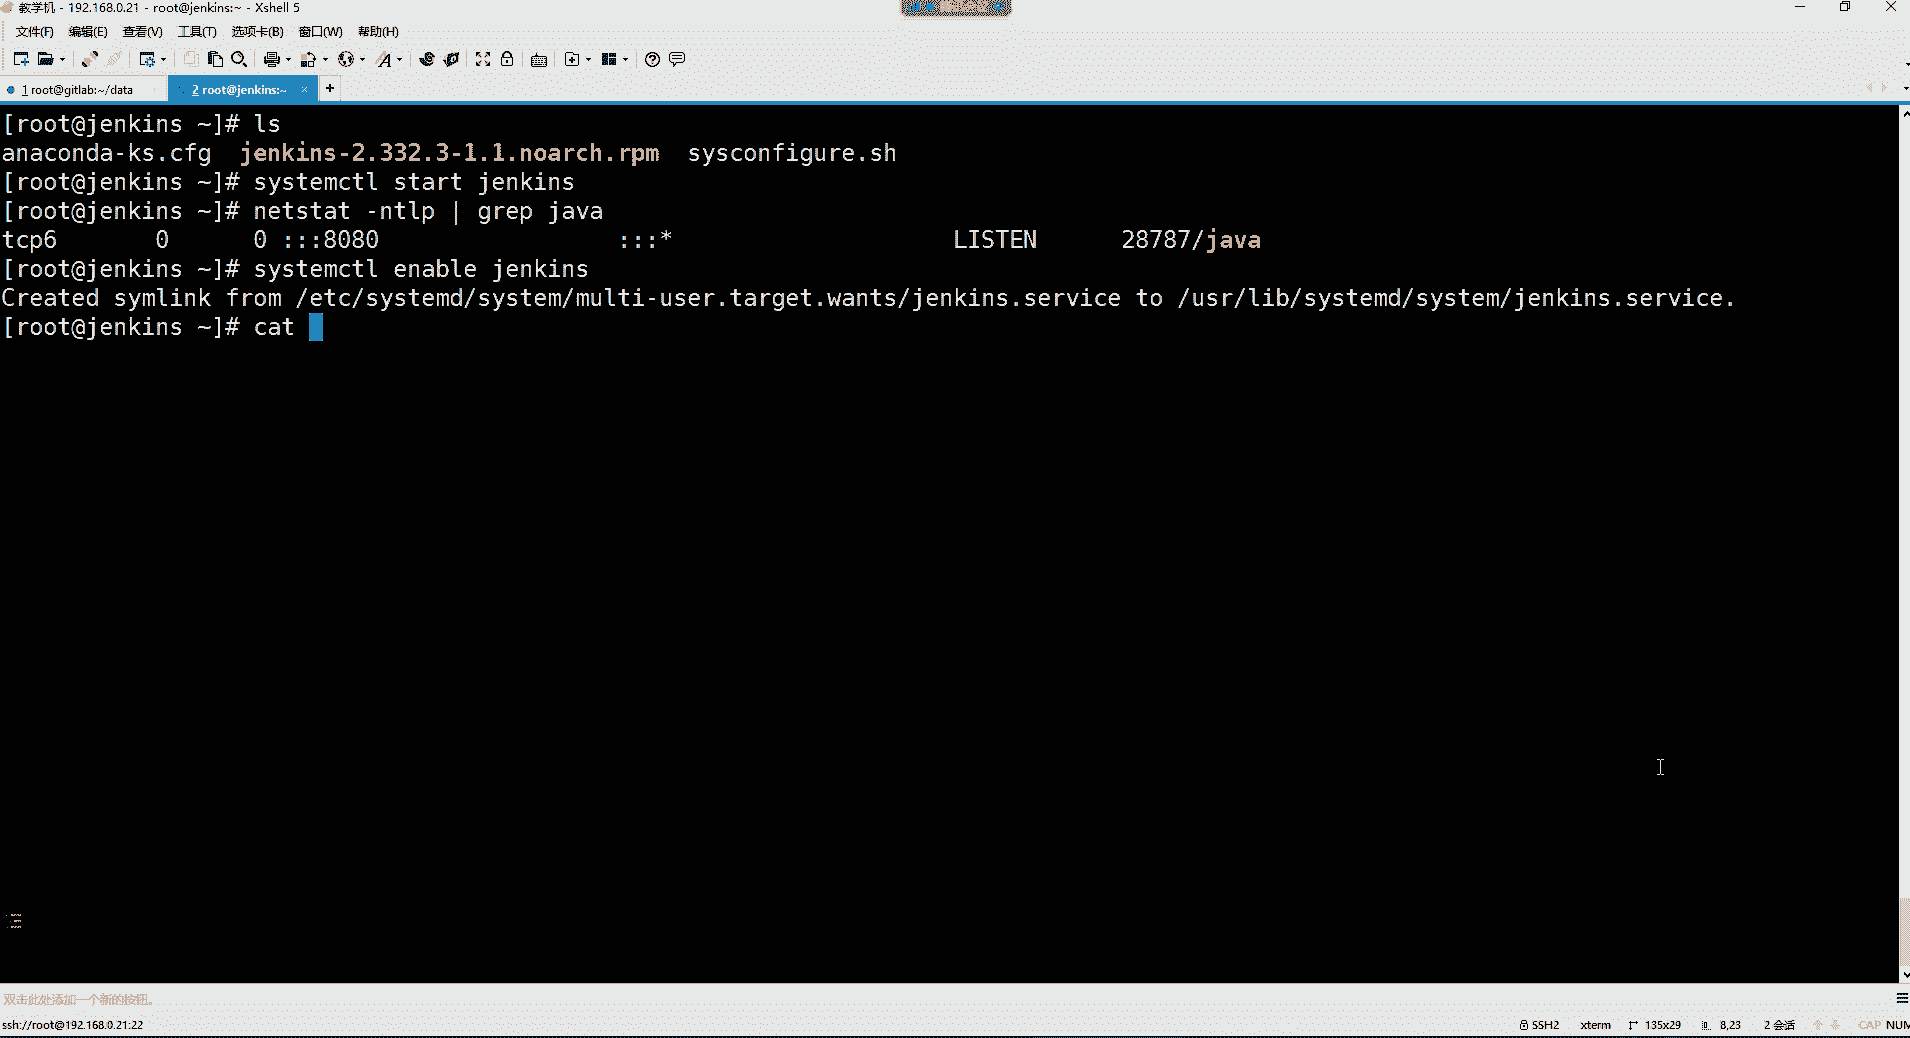 教学机 - 192.168.0.21 - root@jenkins:~ - Xshell 5
文件(F) 编辑(E) 查看(V) 工具(T) 选项卡(B) 窗口(W) 帮助(H)
1 root@gitlab:~/data 2 root@jenkins:~ × +
[root@jenkins ~]# ls
anaconda-ks.cfg jenkins-2.332.3-1.1.noarch.rpm sysconfigure.sh
[root@jenkins ~]# systemctl start jenkins
[root@jenkins ~]# netstat -ntlp | grep java
tcp6 0 0 :::8080 :::* LISTEN 28787/java
[root@jenkins ~]# systemctl enable jenkins
Created symlink from /etc/systemd/system/multi-user.target.wants/jenkins.service to /usr/lib/systemd/system/jenkins.service.
[root@jenkins ~]# cat
双击此处添加一个新的按钮。
ssh://root@192.168.0.21:22 SSH2 xterm 135x29 8,23 2 会话 CAP NUM